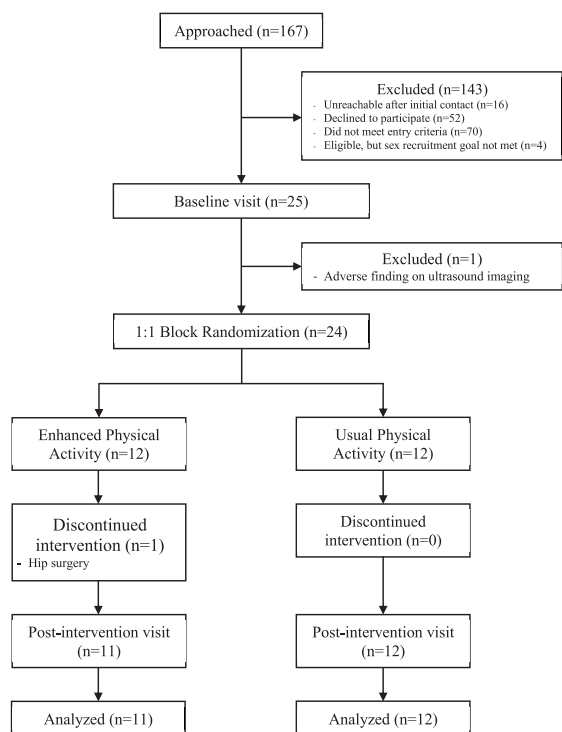 Approached (n=167)
Excluded (n=143)
- Unreachable after initial contact (n=16)
- Declined to participate (n=52)
- Did not meet entry criteria (n=70)
- Eligible, but sex recruitment goal not met (n=4)
Baseline visit (n=25)
Excluded (n=1)
- Adverse finding on ultrasound imaging
1:1 Block Randomization (n=24)
Enhanced Physical
Activity (n=12)
Usual Physical
Activity (n=12)
Discontinued
intervention (n=1)
- Hip surgery
Discontinued
intervention (n=0)
Post-intervention visit
(n=11)
Post-intervention visit
(n=12)
Analyzed (n=11)
Analyzed (n=12)